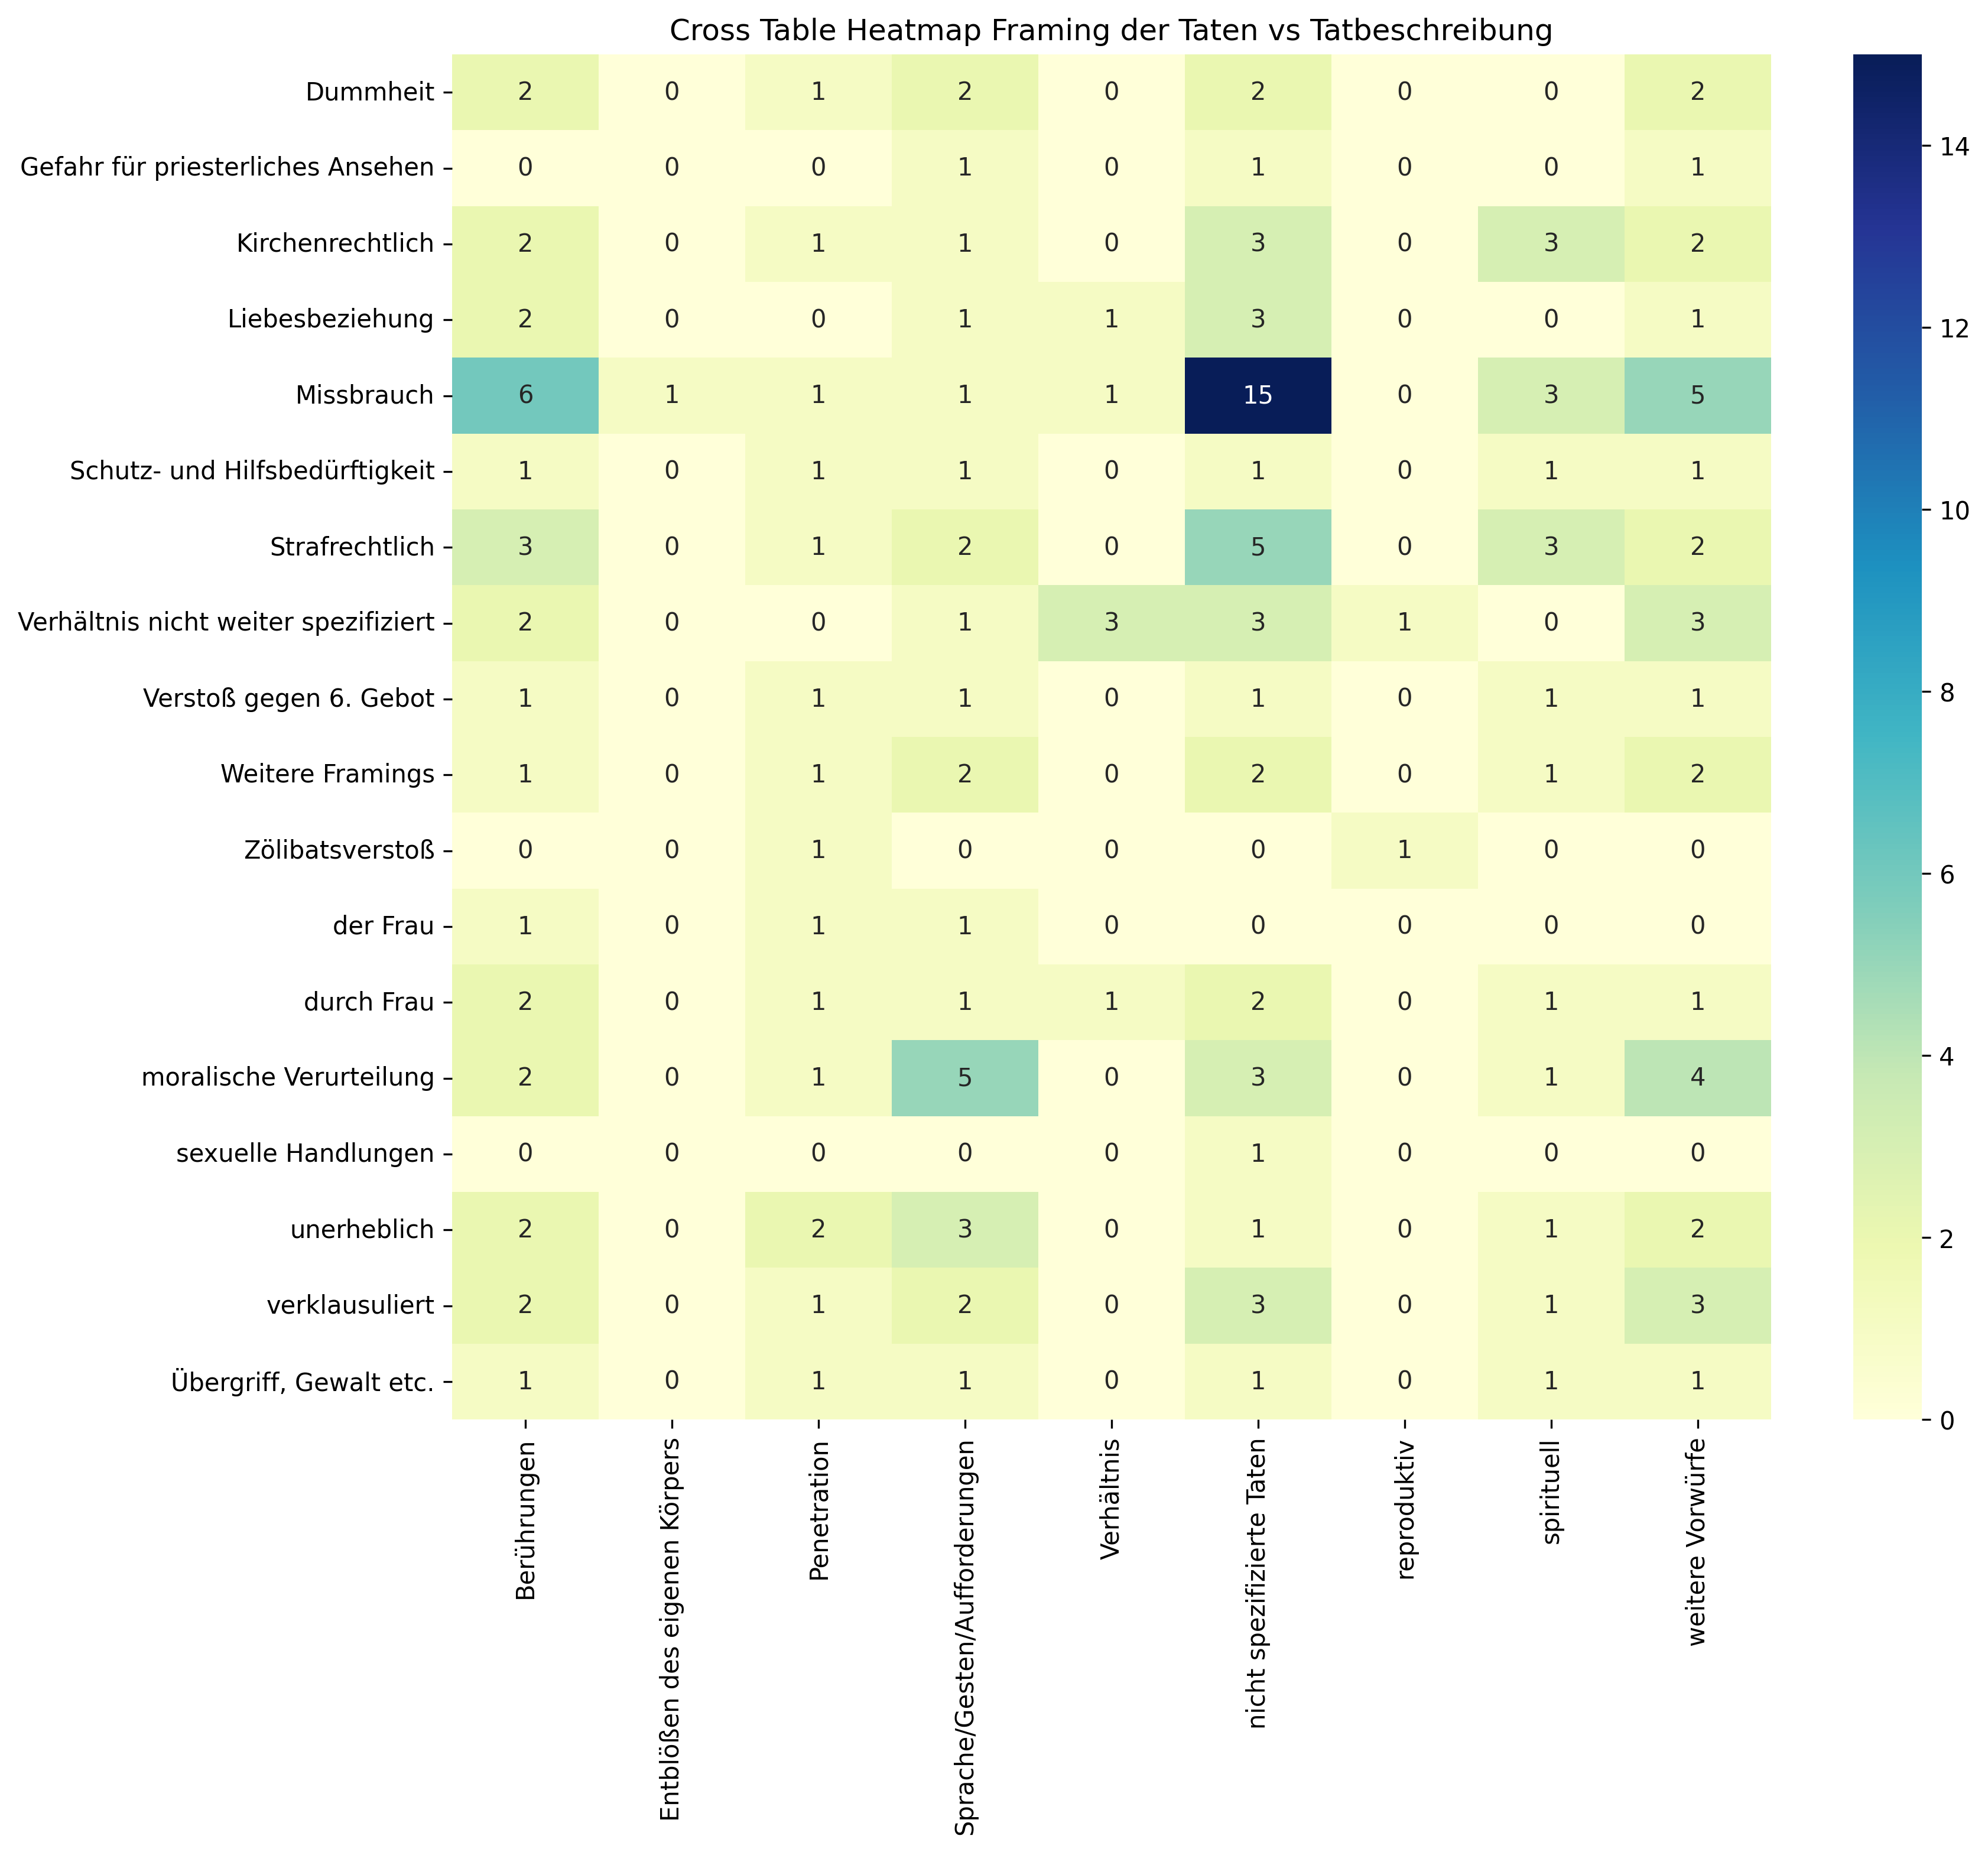 Cross Table Heatmap Framing der Taten vs Tatbeschreibung
Dummheit 2 0 1 2 0 2 0 0 2
Gefahr für priesterliches Ansehen 0 0 0 1 0 1 0 0 1
Kirchenrechtlich 2 0 1 1 0 3 0 3 2
Liebesbeziehung 2 0 0 1 1 3 0 0 1
Missbrauch 6 1 1 1 1 15 0 3 5
Schutz- und Hilfsbedürftigkeit 1 0 1 1 0 1 0 1 1
Strafrechtlich 3 0 1 2 0 5 0 3 2
Verhältnis nicht weiter spezifiziert 2 0 0 1 3 3 1 0 3
Verstoß gegen 6. Gebot 1 0 1 1 0 1 0 1 1
Weitere Framings 1 0 1 2 0 2 0 1 2
Zölibatsverstoß 0 0 1 0 0 0 1 0 0
der Frau 1 0 1 1 0 0 0 0 0
durch Frau 2 0 1 1 1 2 0 1 1
moralische Verurteilung 2 0 1 5 0 3 0 1 4
sexuelle Handlungen 0 0 0 0 0 1 0 0 0
unerheblich 2 0 2 3 0 1 0 1 2
verklausuliert 2 0 1 2 0 3 0 1 3
Übergriff, Gewalt etc. 1 0 1 1 0 1 0 1 1
Berührungen
Entblößen des eigenen Körpers
Penetration
Sprache/Gesten/Aufforderungen
Verhältnis
nicht spezifizierte Taten
reproduktiv
spirituell
weitere Vorwürfe
14
12
10
8
6
4
2
0